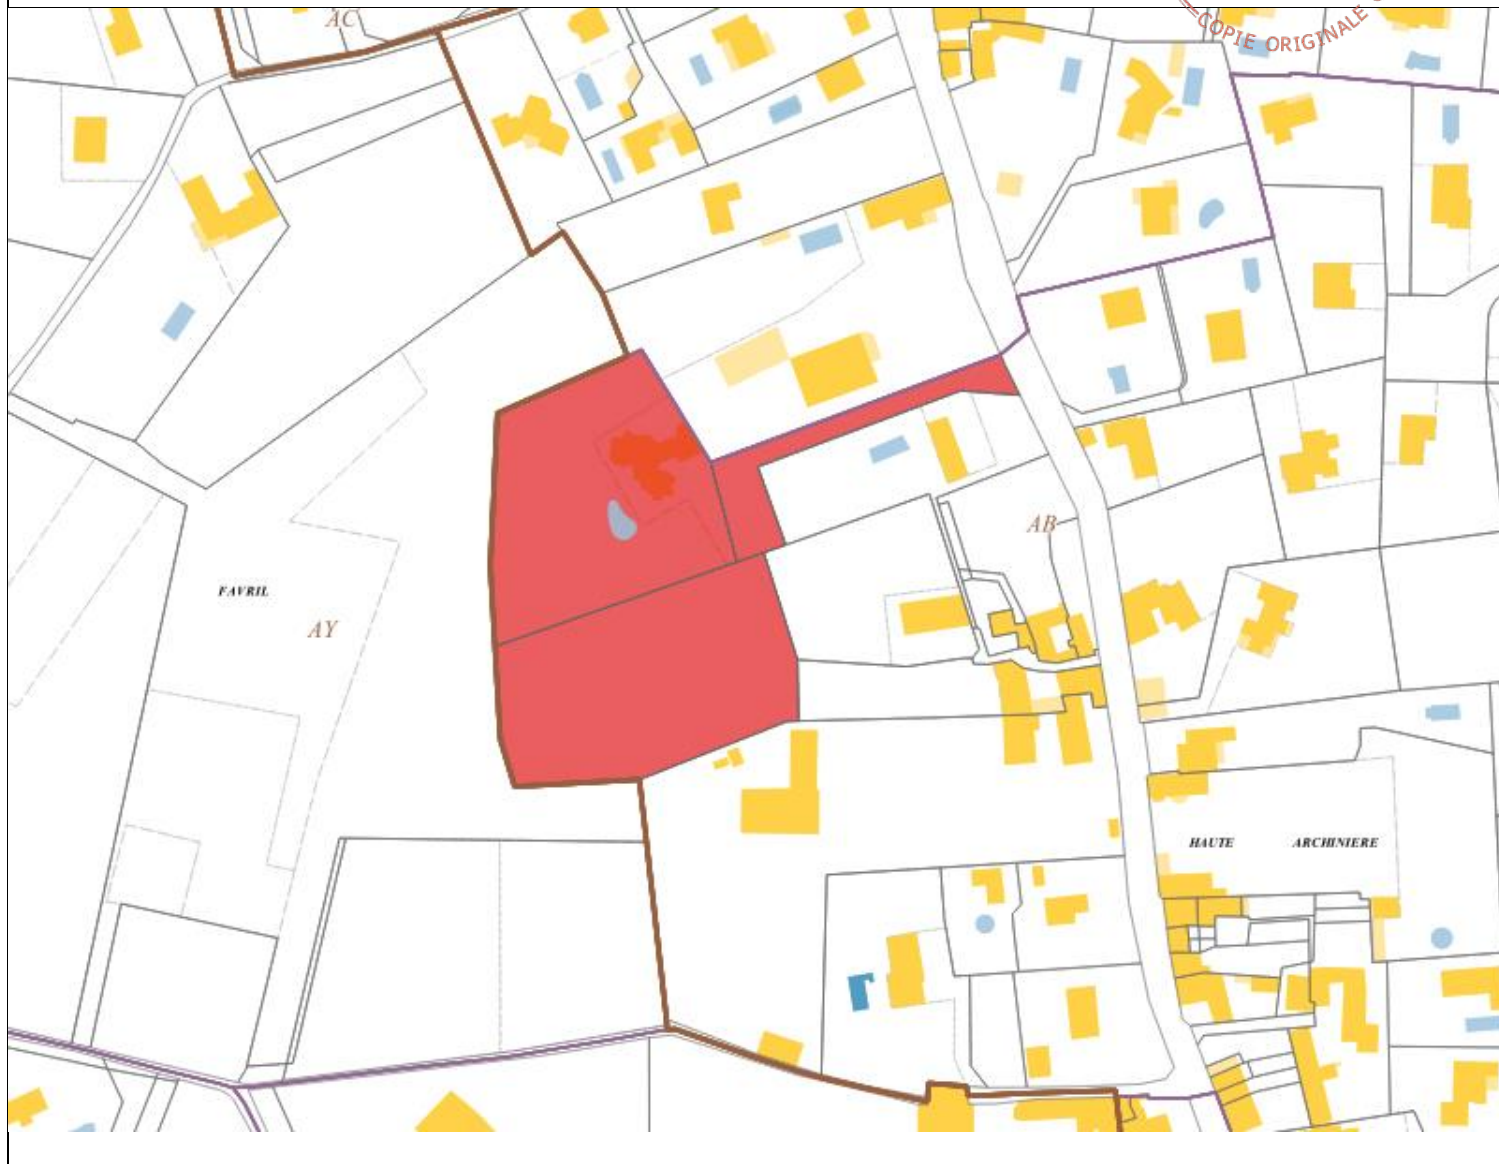 AC
COPIE ORIGINALE
AB
FAVRIL
AY
HAUTE ARCHINIERE